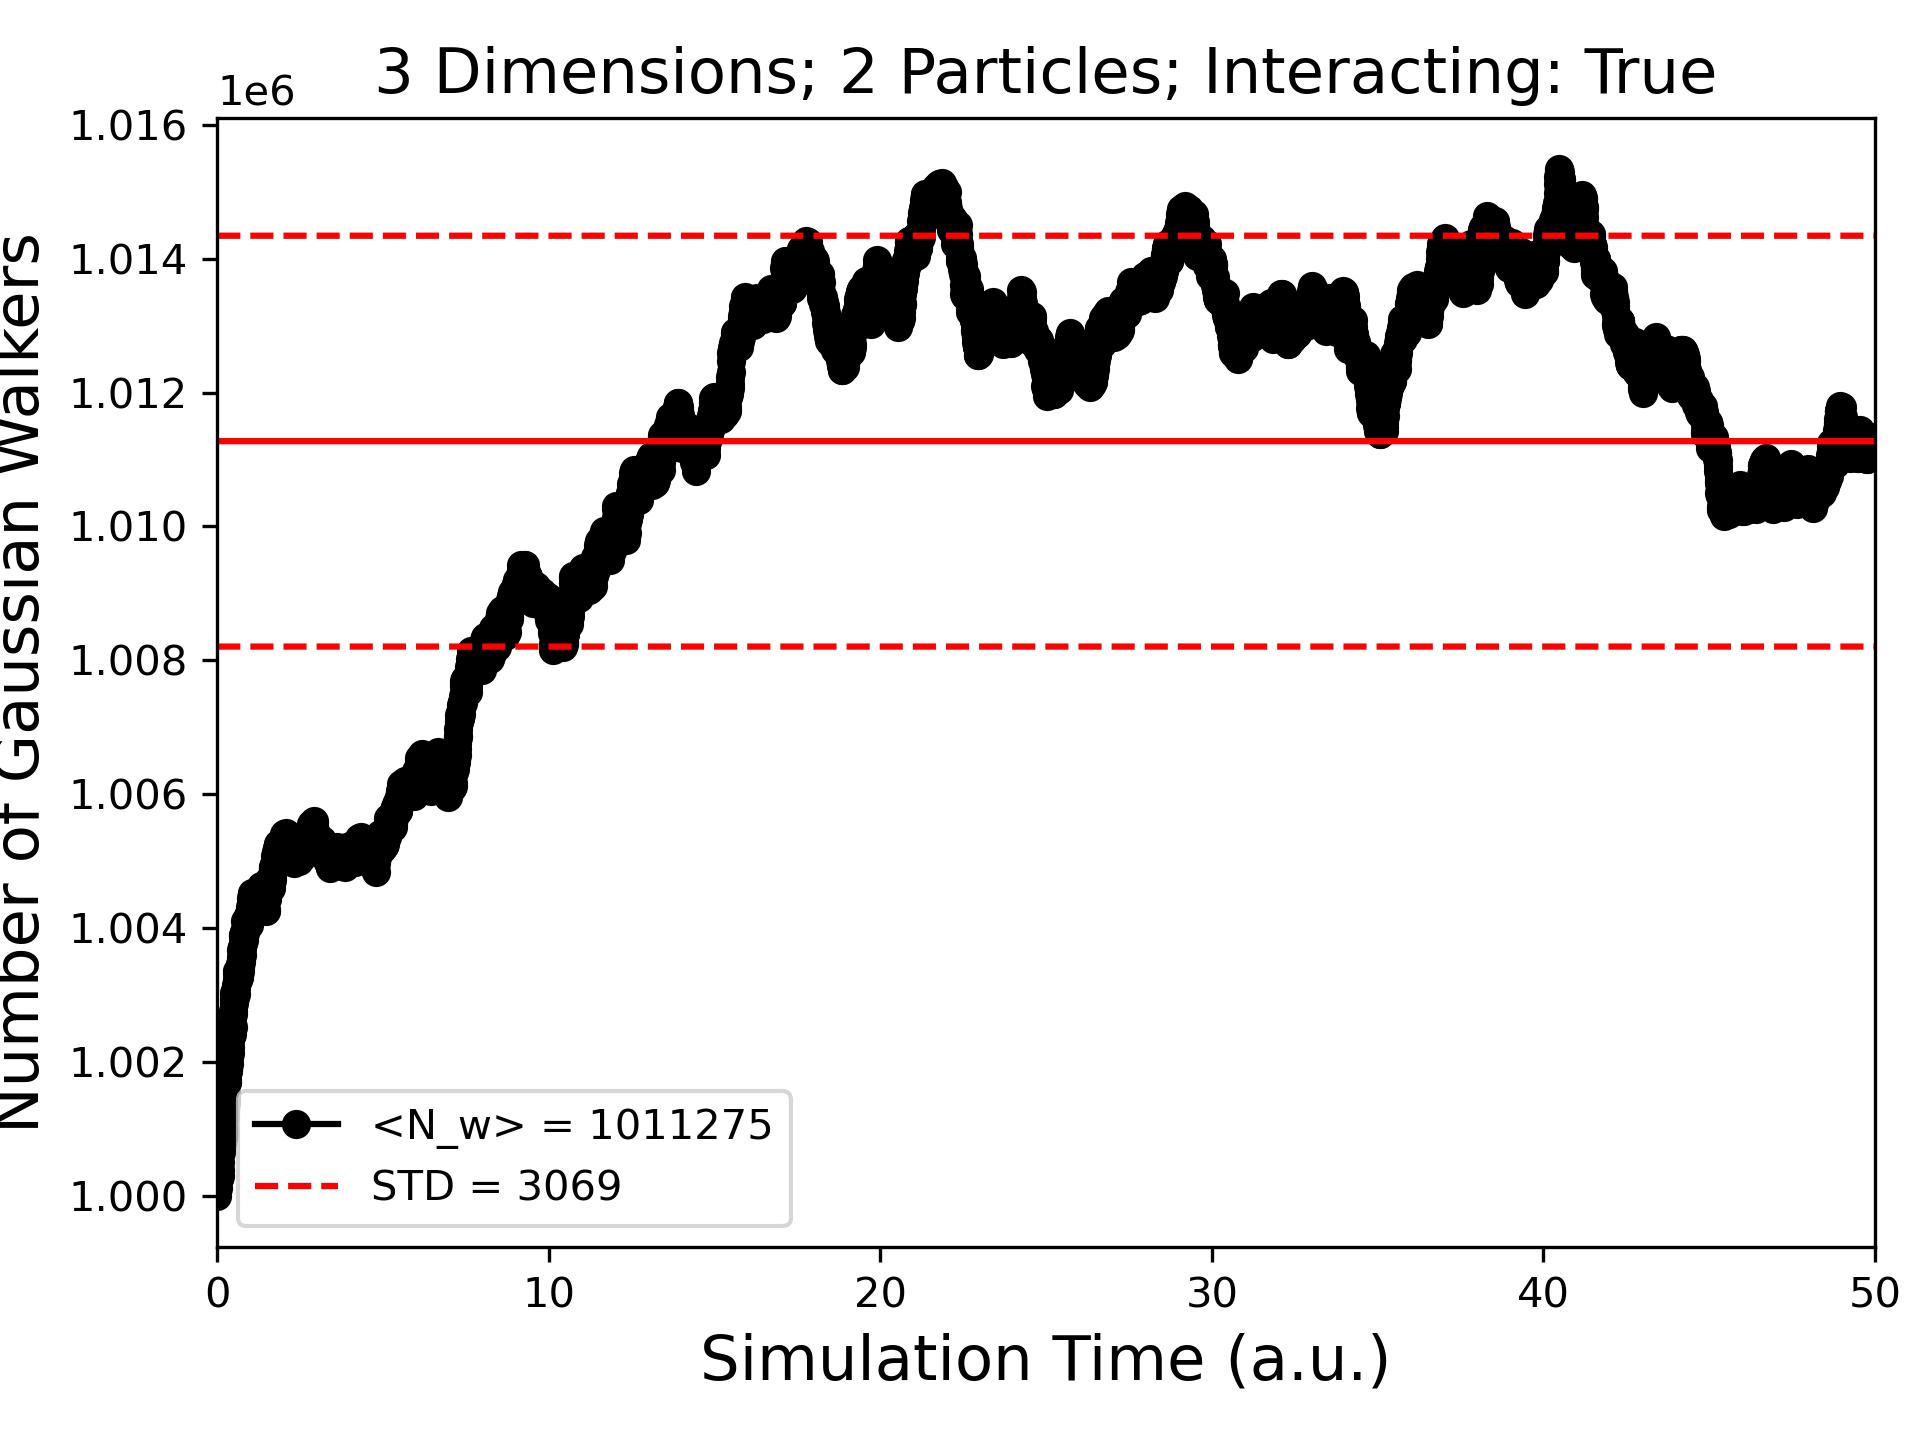 3 Dimensions; 2 Particles; Interacting: True
1e6
1.016
1.014
1.012
1.010
1.008
1.006
1.004
1.002
1.000
Number of Gaussian Walkers
<N_w> = 1011275
STD = 3069
0 10 20 30 40 50
Simulation Time (a.u.)